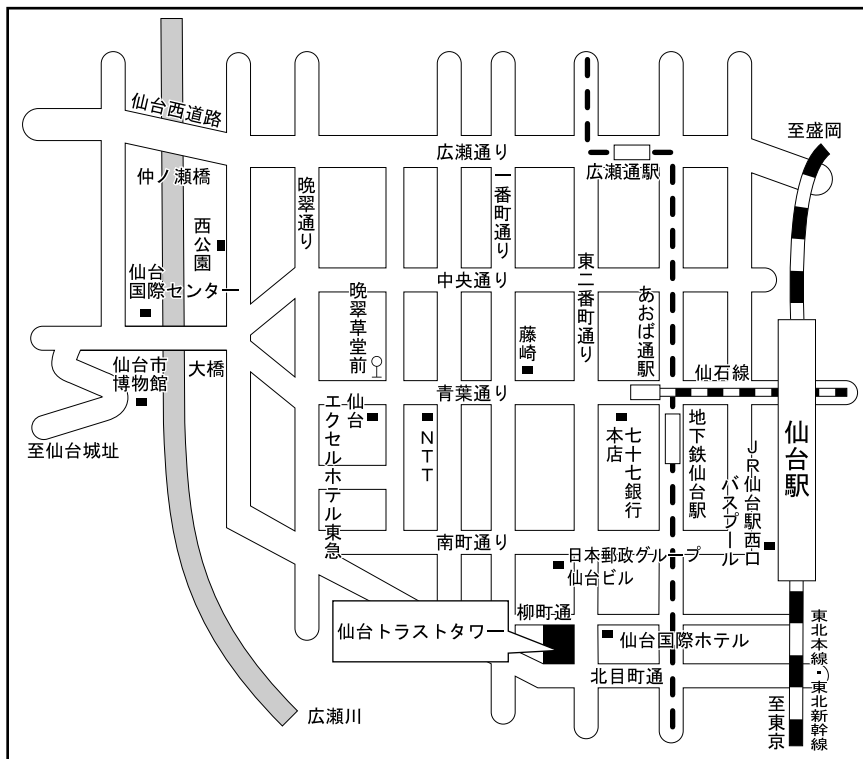 仙台西道路
至盛岡
広瀬通り
広瀬通駅
仲ノ瀬橋
晩翠通り
一番町通り
西公園
東二番町通り
仙台
国際センター
中央通り
晩翠草堂前
あおば通駅
藤崎
仙台市
博物館
大橋
仙石線
青葉通り
仙台
エクセルホテル東急
NTT
七十七銀行
本店
地下鉄仙台駅
仙台駅
JR仙台駅西口
バスプール
至仙台城址
南町通り
日本郵政グループ
仙台ビル
柳町通
仙台トラストタワー
仙台国際ホテル
北目町通
東北本線・東北新幹線
至東京
広瀬川